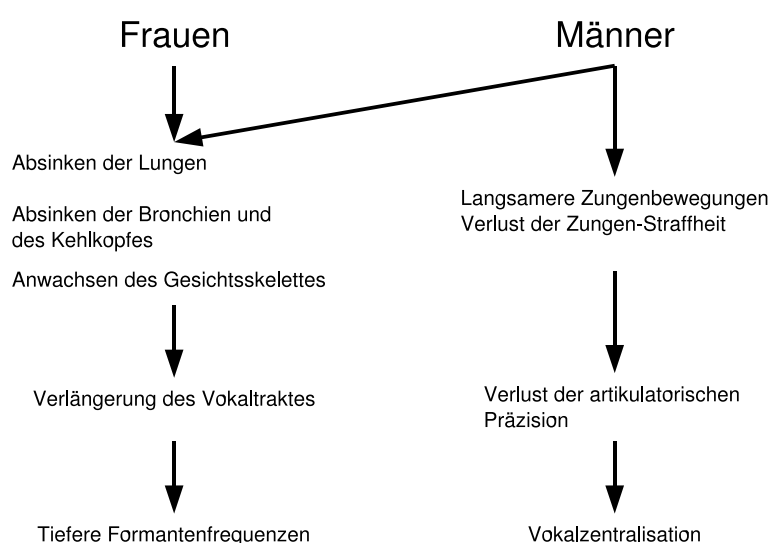 Frauen
Männer
Absinken der Lungen
Absinken der Bronchien und
des Kehlkopfes
Anwachsen des Gesichtsskelettes
Verlängerung des Vokaltraktes
Tiefere Formantenfrequenzen
Langsamere Zungenbewegungen
Verlust der Zungen-Straffheit
Verlust der artikulatorischen
Präzision
Vokalzentralisation